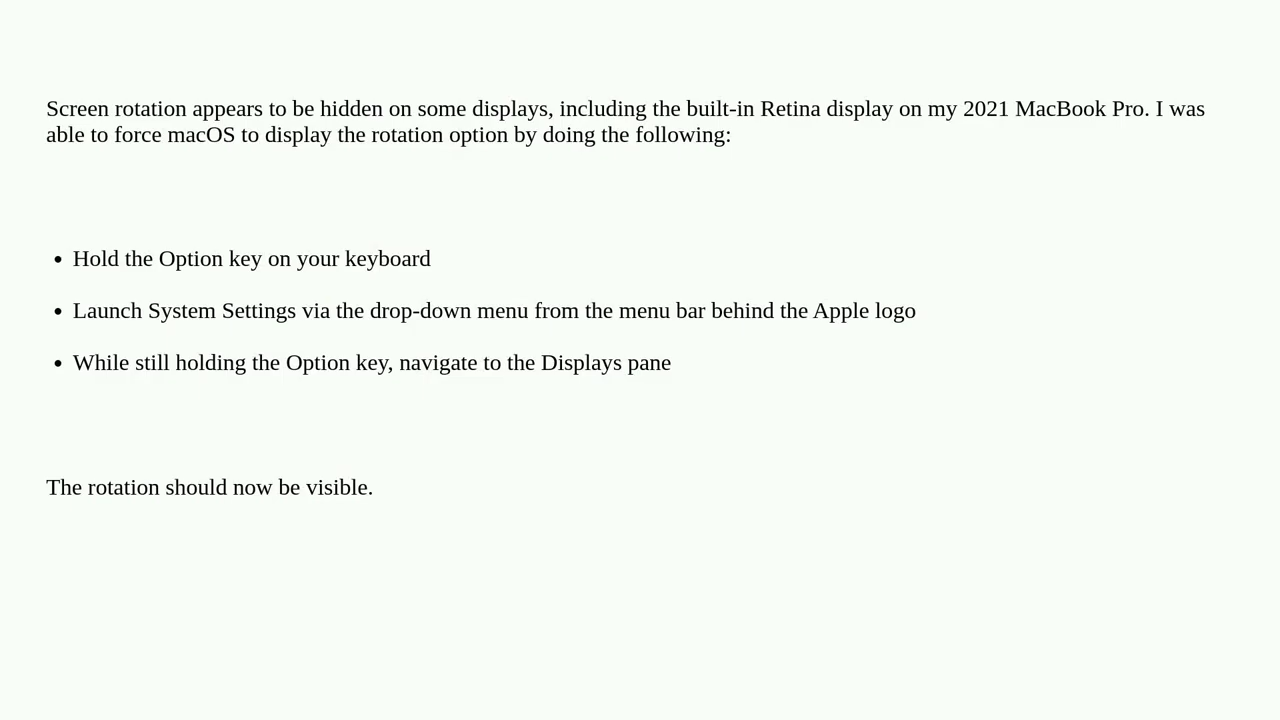 Screen rotation appears to be hidden on some displays, including the built-in Retina display on my 2021 MacBook Pro. I was
able to force macOS to display the rotation option by doing the following:
• Hold the Option key on your keyboard
• Launch System Settings via the drop-down menu from the menu bar behind the Apple logo
• While still holding the Option key, navigate to the Displays pane
The rotation should now be visible.